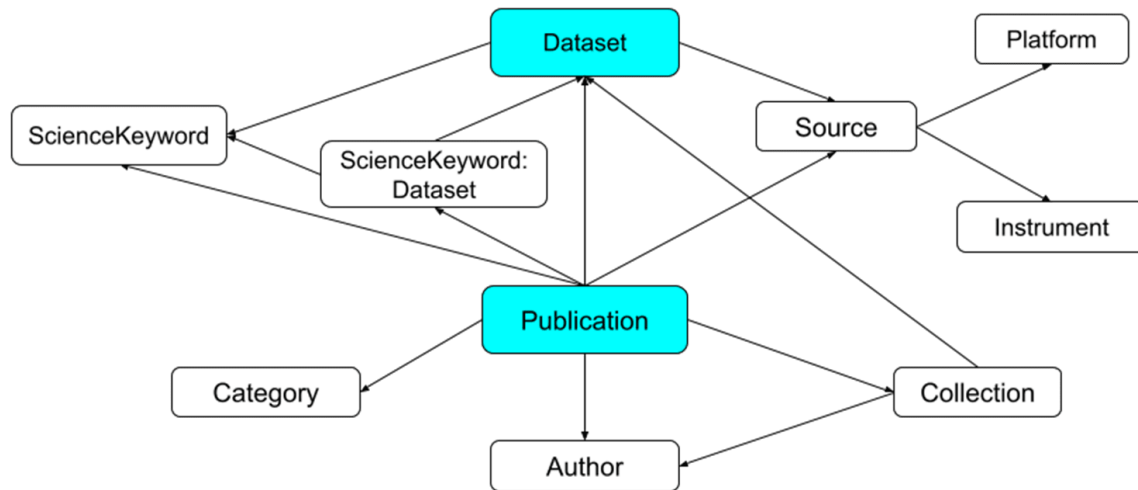 Dataset
Platform
ScienceKeyword
Source
ScienceKeyword:
Dataset
Instrument
Publication
Category
Collection
Author